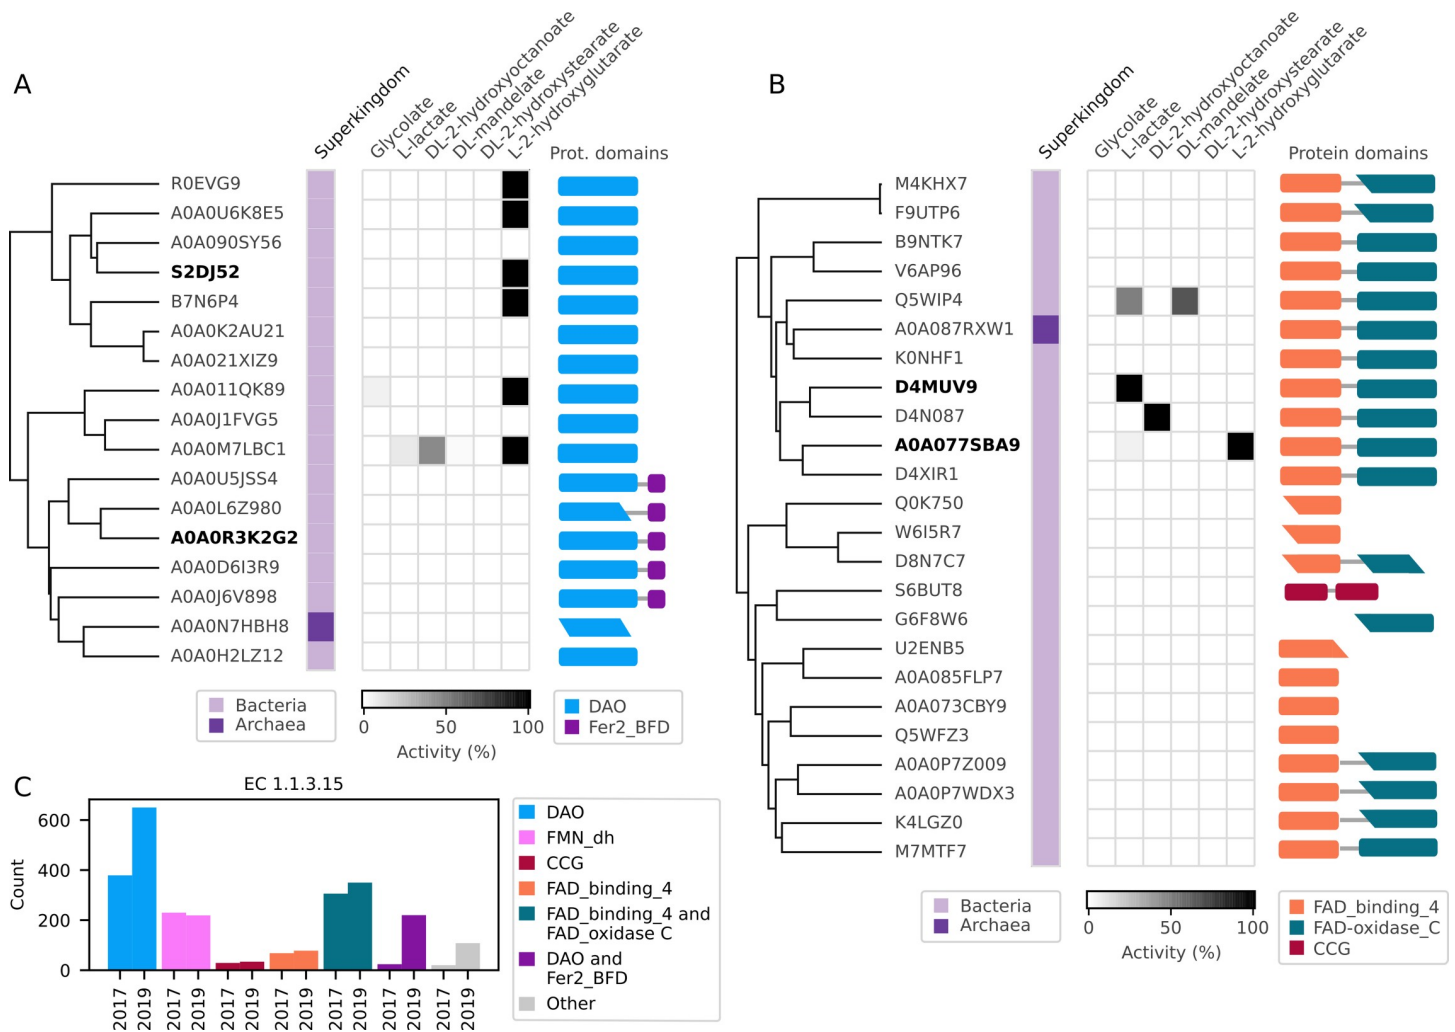 A
Superkingdom
Glycolate
L-lactate
DL-2-hydroxyoctanoate
DL-mandelate
DL-2-hydroxystearate
L-2-hydroxyglutarate
Prot. domains
R0EVG9
A0A0U6K8E5
A0A090SY56
S2DJ52
B7N6P4
A0A0K2AU21
A0A021XIZ9
A0A011QK89
A0A0J1FVG5
A0A0M7LBC1
A0A0U5JSS4
A0A0L6Z980
A0A0R3K2G2
A0A0D6I3R9
A0A0J6V898
A0A0N7HBH8
A0A0H2LZ12
Bacteria
Archaea
0 50 100
Activity (%)
DAO
Fer2_BFD
B
Superkingdom
Glycolate
L-lactate
DL-2-hydroxyoctanoate
DL-mandelate
DL-2-hydroxystearate
L-2-hydroxyglutarate
Protein domains
M4KHX7
F9UTP6
B9NTK7
V6AP96
Q5WIP4
A0A087RXW1
K0NHF1
D4MUV9
D4N087
A0A077SBA9
D4XIR1
Q0K750
W6I5R7
D8N7C7
S6BUT8
G6F8W6
U2ENB5
A0A085FLP7
A0A073CBY9
Q5WFZ3
A0A0P7Z009
A0A0P7WDX3
K4LGZ0
M7MTF7
Bacteria
Archaea
0 50 100
Activity (%)
FAD_binding_4
FAD-oxidase_C
CCG
C
EC 1.1.3.15
Count
600
400
200
0
2017 2019 2017 2019 2017 2019 2017 2019 2017 2019 2017 2019 2017 2019
DAO
FMN_dh
CCG
FAD_binding_4
FAD_binding_4 and
FAD_oxidase C
DAO and
Fer2_BFD
Other